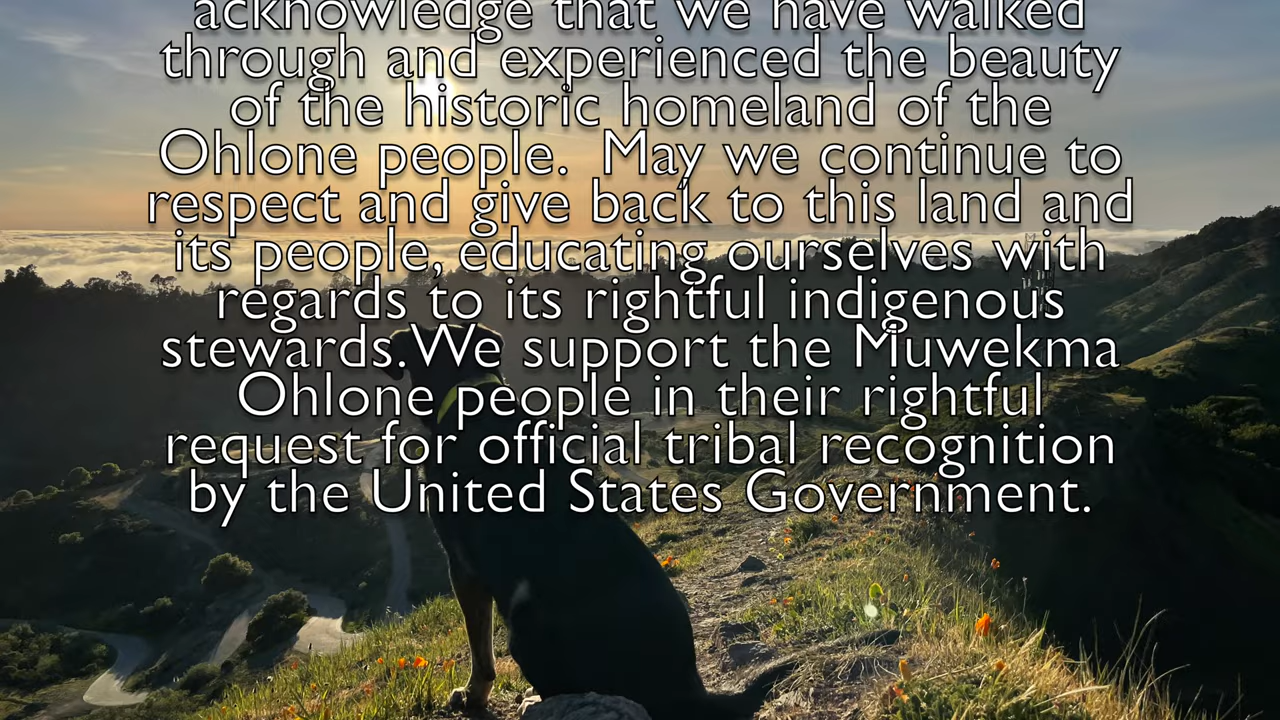 acknowledge that we have walked
through and experienced the beauty
of the historic homeland of the
Ohlone people.  May we continue to
respect and give back to this land and
its people, educating ourselves with
regards to its rightful indigenous
stewards.We support the Muwekma
Ohlone people in their rightful
request for official tribal recognition
by the United States Government.